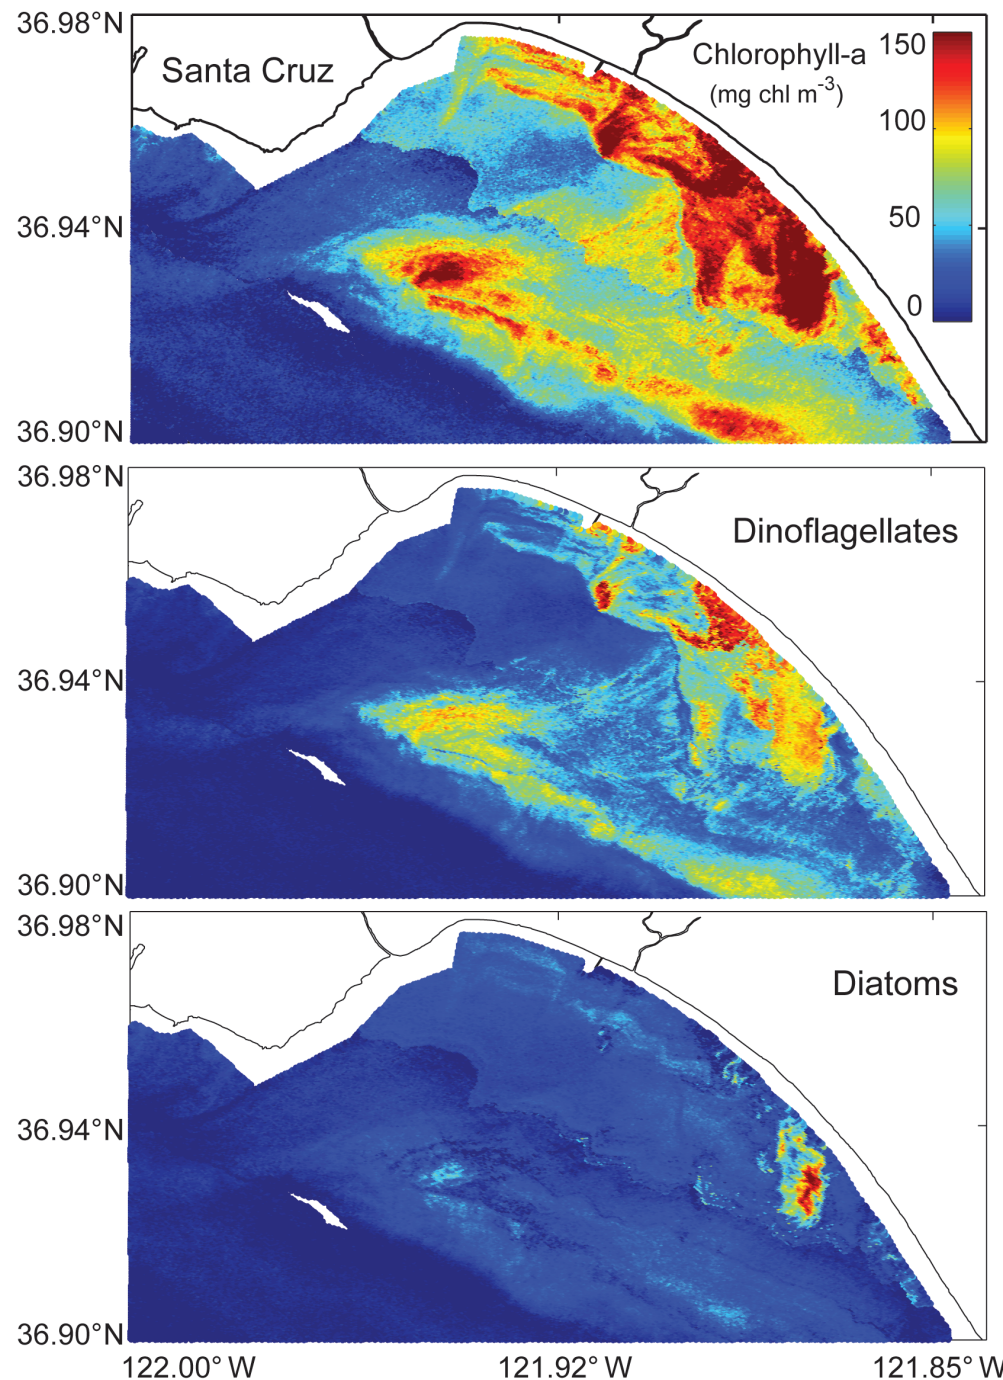 36.98°N
Santa Cruz
Chlorophyll-a
(mg chl m-3)
150
100
50
0
36.94°N
36.90°N
36.98°N
Dinoflagellates
36.94°N
36.90°N
36.98°N
Diatoms
36.94°N
36.90°N
122.00° W
121.92° W
121.85° W